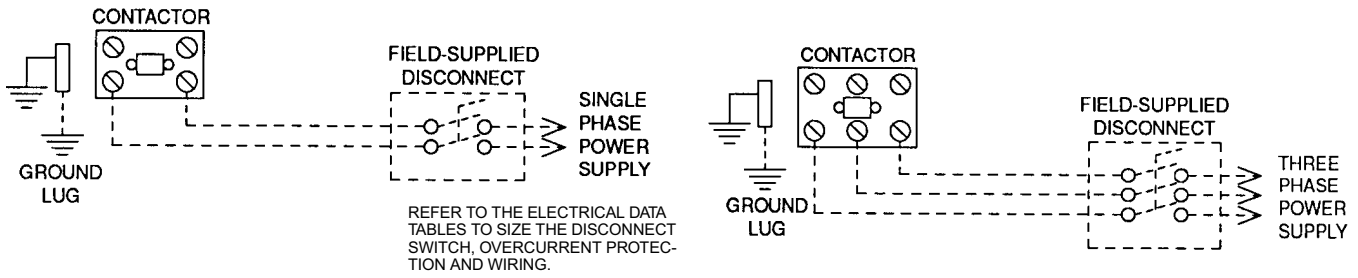 CONTACTOR
FIELD-SUPPLIED
DISCONNECT
SINGLE
PHASE
POWER
SUPPLY
GROUND
LUG
REFER TO THE ELECTRICAL DATA
TABLES TO SIZE THE DISCONNECT
SWITCH, OVERCURRENT PROTEC-
TION AND WIRING.
CONTACTOR
FIELD-SUPPLIED
DISCONNECT
THREE
PHASE
POWER
SUPPLY
GROUND
LUG